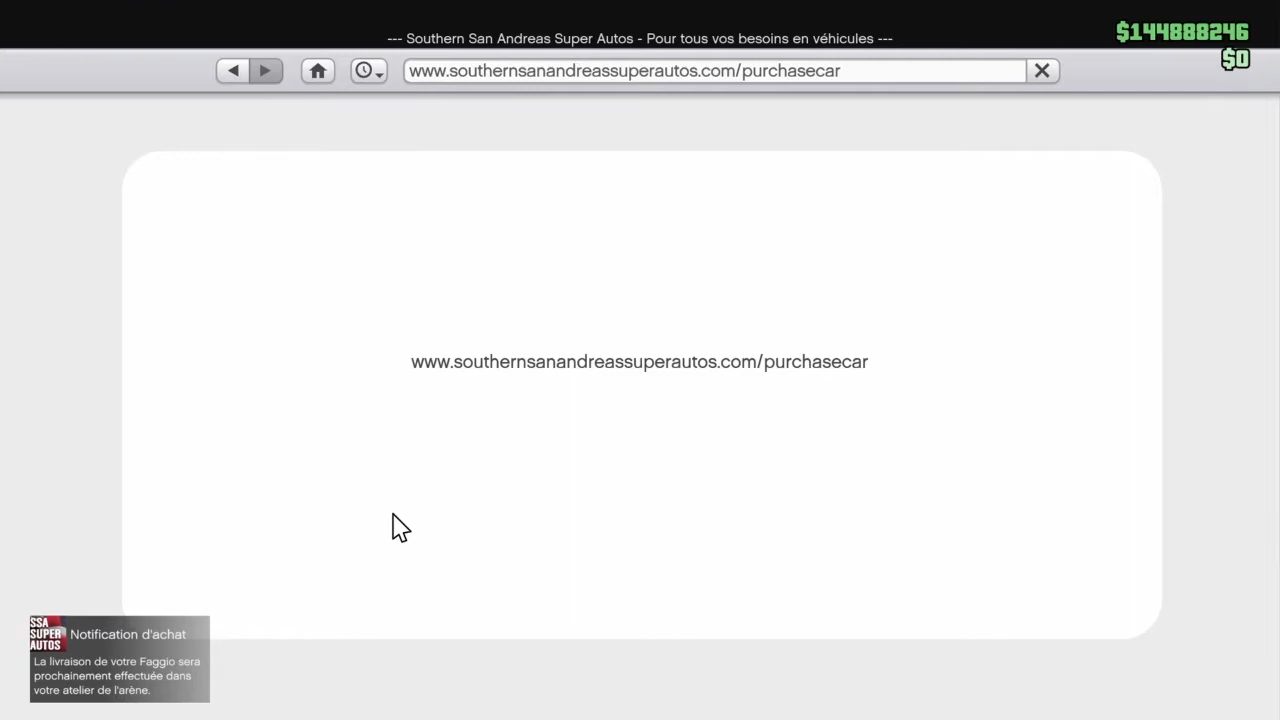 --- Southern San Andreas Super Autos - Pour tous vos besoins en véhicules ---
$144888246
$0
www.southernsanandreassuperautos.com/purchasecar
www.southernsanandreassuperautos.com/purchasecar
SSA
SUPER
AUTOS
Notification d'achat
La livraison de votre Faggio sera
prochainement effectuée dans
votre atelier de l'arène.